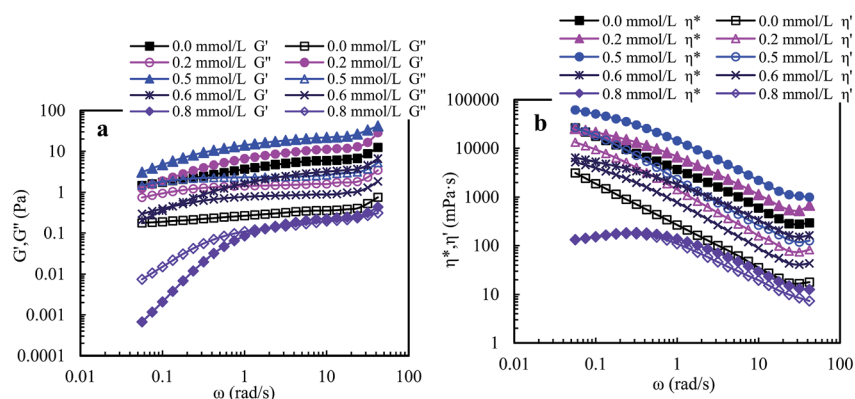 0.0 mmol/L G' 0.0 mmol/L G"
0.2 mmol/L G" 0.2 mmol/L G'
0.5 mmol/L G' 0.5 mmol/L G"
0.6 mmol/L G' 0.6 mmol/L G"
0.8 mmol/L G' 0.8 mmol/L G"
a
100
10
1
0.1
0.01
0.001
0.0001
G',G" (Pa)
0.01 0.1 1 10 100
ω (rad/s)
0.0 mmol/L η* 0.0 mmol/L η'
0.2 mmol/L η* 0.2 mmol/L η'
0.5 mmol/L η* 0.5 mmol/L η'
0.6 mmol/L η* 0.6 mmol/L η'
0.8 mmol/L η* 0.8 mmol/L η'
b
100000
10000
1000
100
10
1
η*,η' (mPa·s)
0.01 0.1 1 10 100
ω (rad/s)